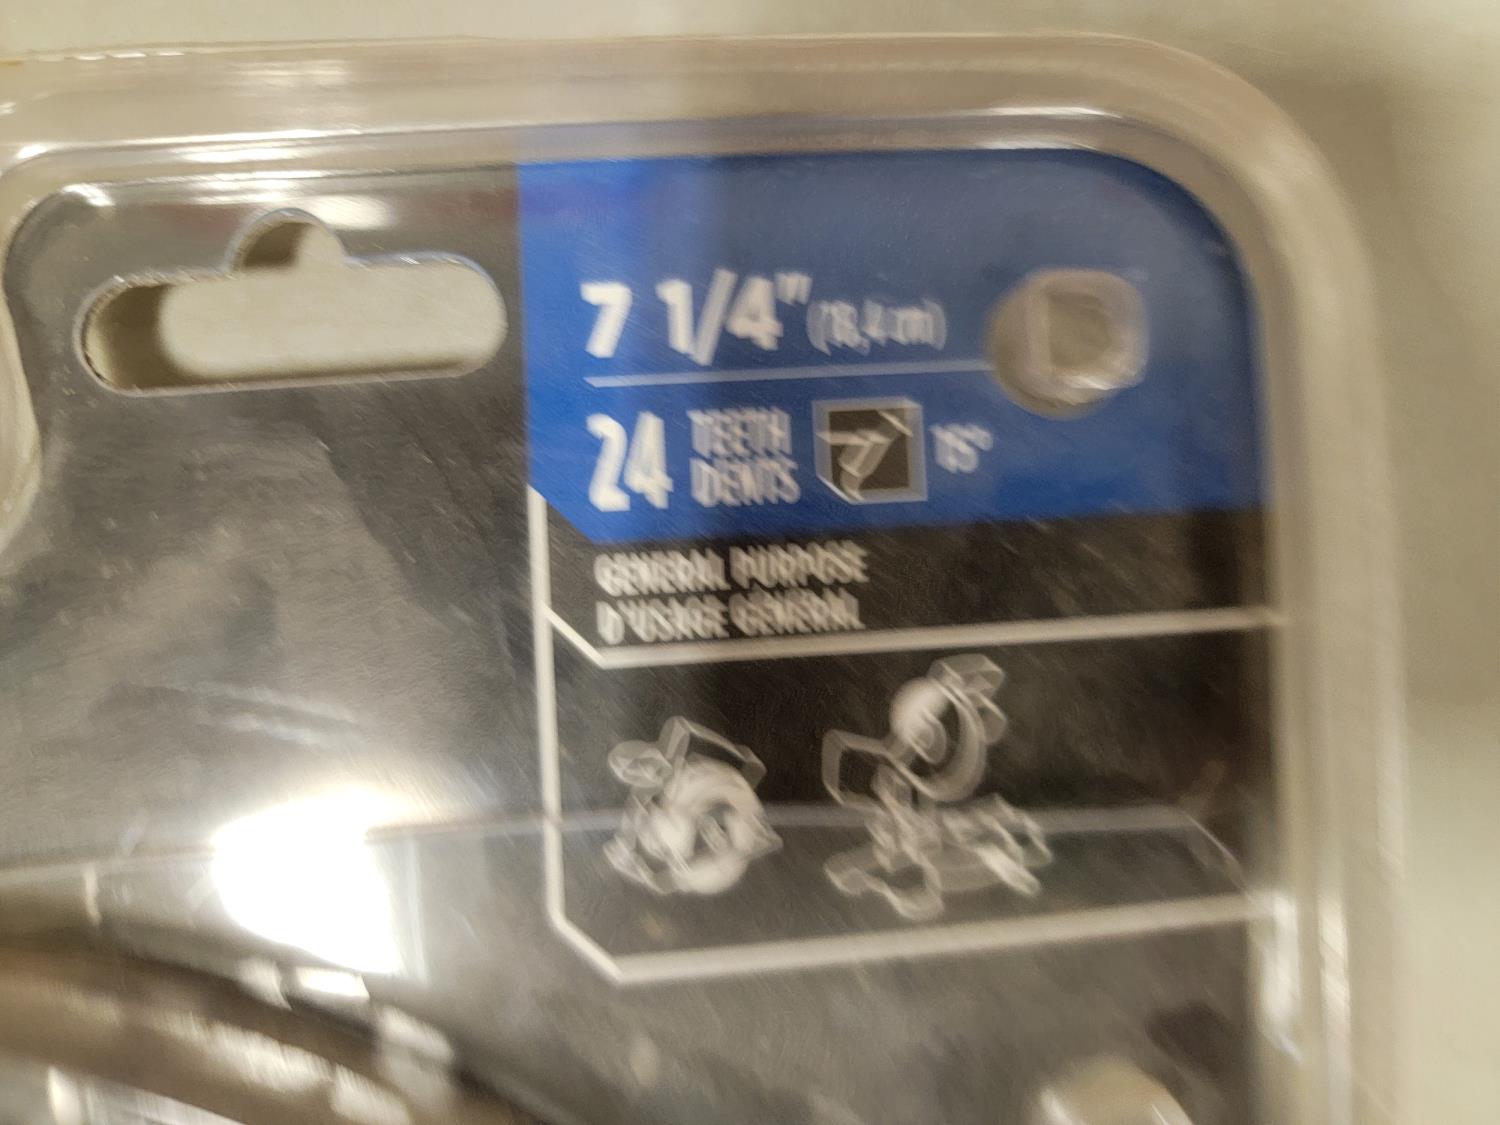 7 1/4" (18,4 cm)
24 TEETH
DENTS
15°
GENERAL PURPOSE
D'USAGE GÉNÉRAL